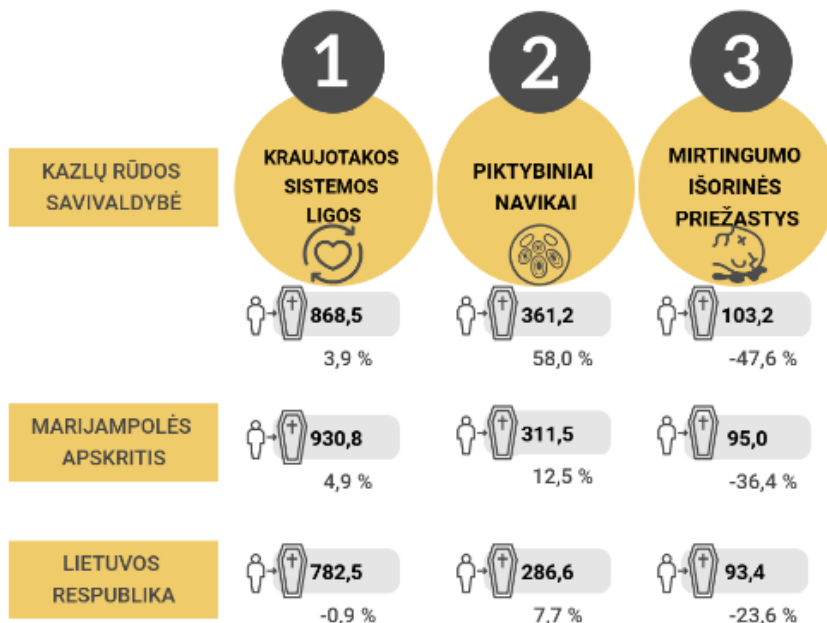 1
2
3
KAZLŲ RŪDOS
SAVIVALDYBĖ
KRAUJOTAKOS
SISTEMOS
LIGOS
PIKTYBINIAI
NAVIKAI
MIRTINGUMO
IŠORINĖS
PRIEŽASTYS
868,5
361,2
103,2
3,9 %
58,0 %
-47,6 %
MARIJAMPOLĖS
APSKRITIS
930,8
311,5
95,0
4,9 %
12,5 %
-36,4 %
LIETUVOS
RESPUBLIKA
782,5
286,6
93,4
-0,9 %
7,7 %
-23,6 %